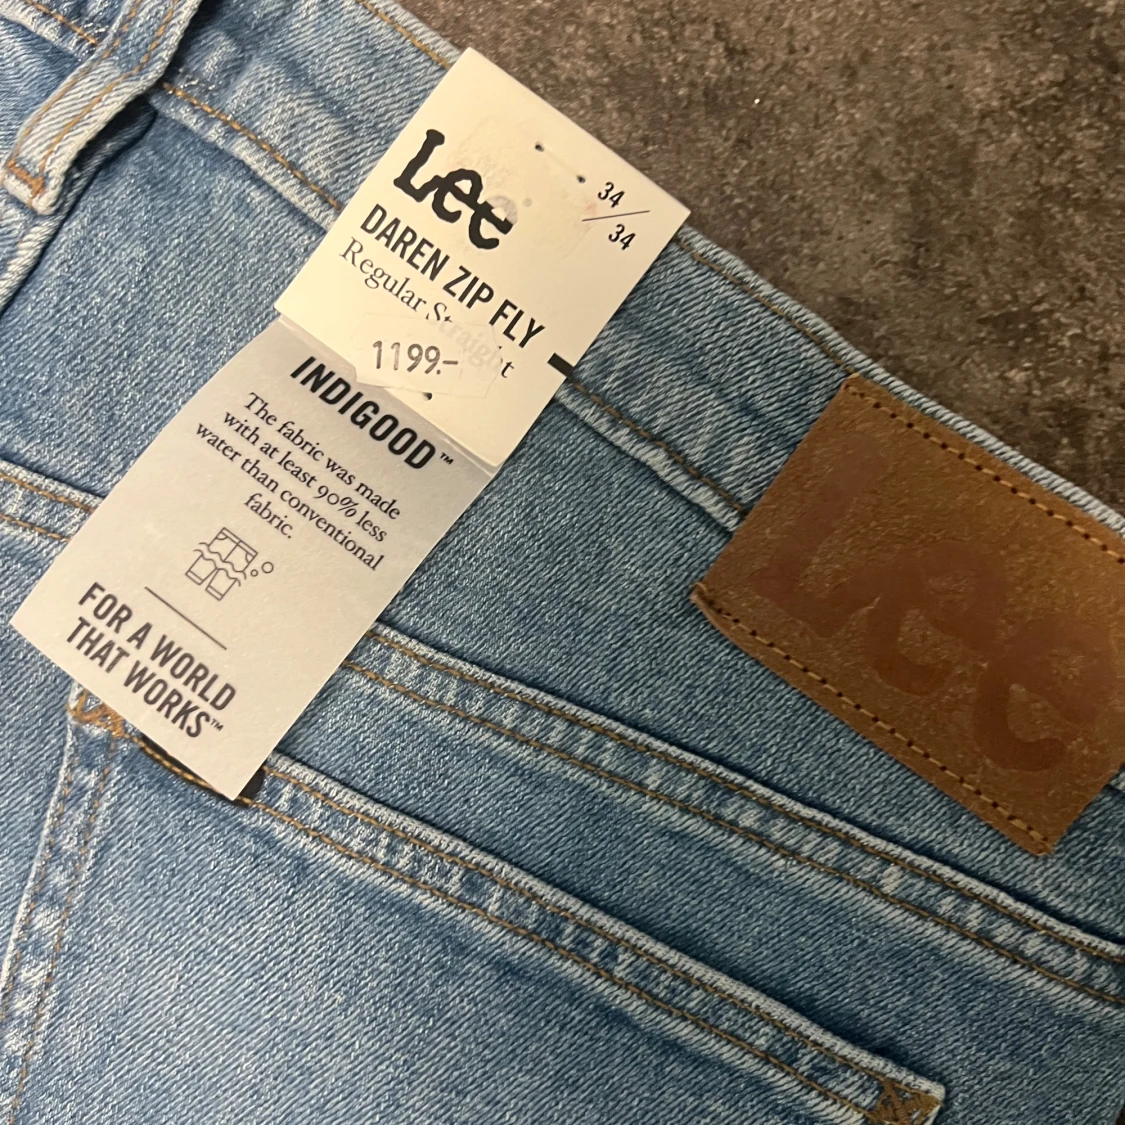 Lee
34
34
DAREN ZIP FLY
Regular Straight
1199.-
INDIGOOD™
The fabric was made
with at least 90% less
water than conventional
fabric.
FOR A WORLD
THAT WORKS™
Lee